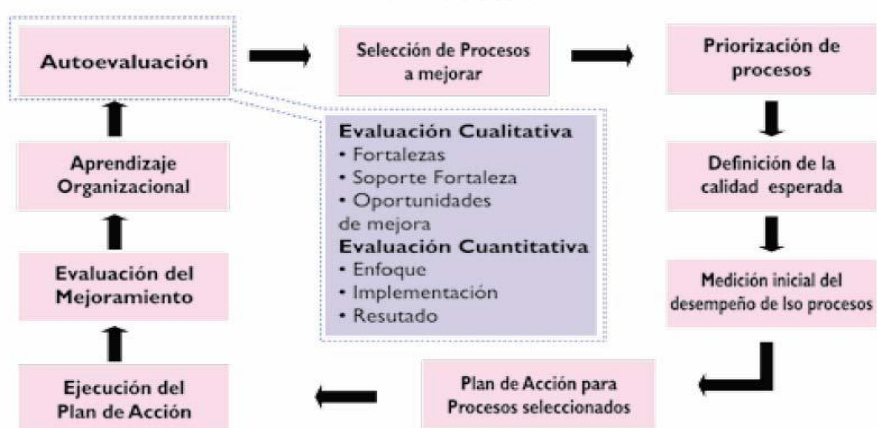 Autoevaluación
Selección de Procesos
a mejorar
Priorización de
procesos
Evaluación Cualitativa
• Fortalezas
• Soporte Fortaleza
• Oportunidades
de mejora
Evaluación Cuantitativa
• Enfoque
• Implementación
• Resutado
Definición de la
calidad esperada
Medición inicial del
desempeño de lso procesos
Plan de Acción para
Procesos seleccionados
Ejecución del
Plan de Acción
Evaluación del
Mejoramiento
Aprendizaje
Organizacional